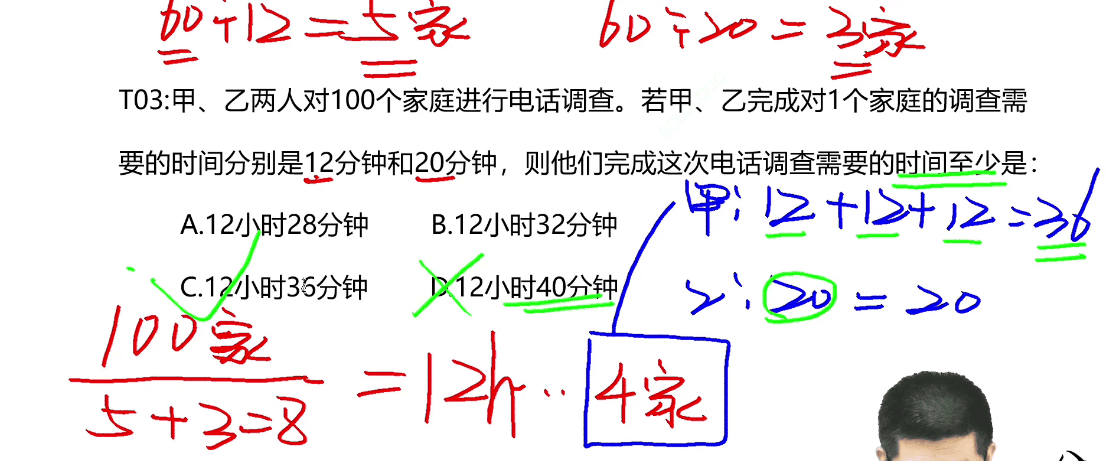 60÷12=5家 60÷20=3家
T03:甲、乙两人对100个家庭进行电话调查。若甲、乙完成对1个家庭的调查需
要的时间分别是12分钟和20分钟，则他们完成这次电话调查需要的时间至少是：
甲:12+12+12=36
A.12小时28分钟 B.12小时32分钟
C.12小时36分钟 D.12小时40分钟
乙:20=20
100家
5+3=8
=12h··4家